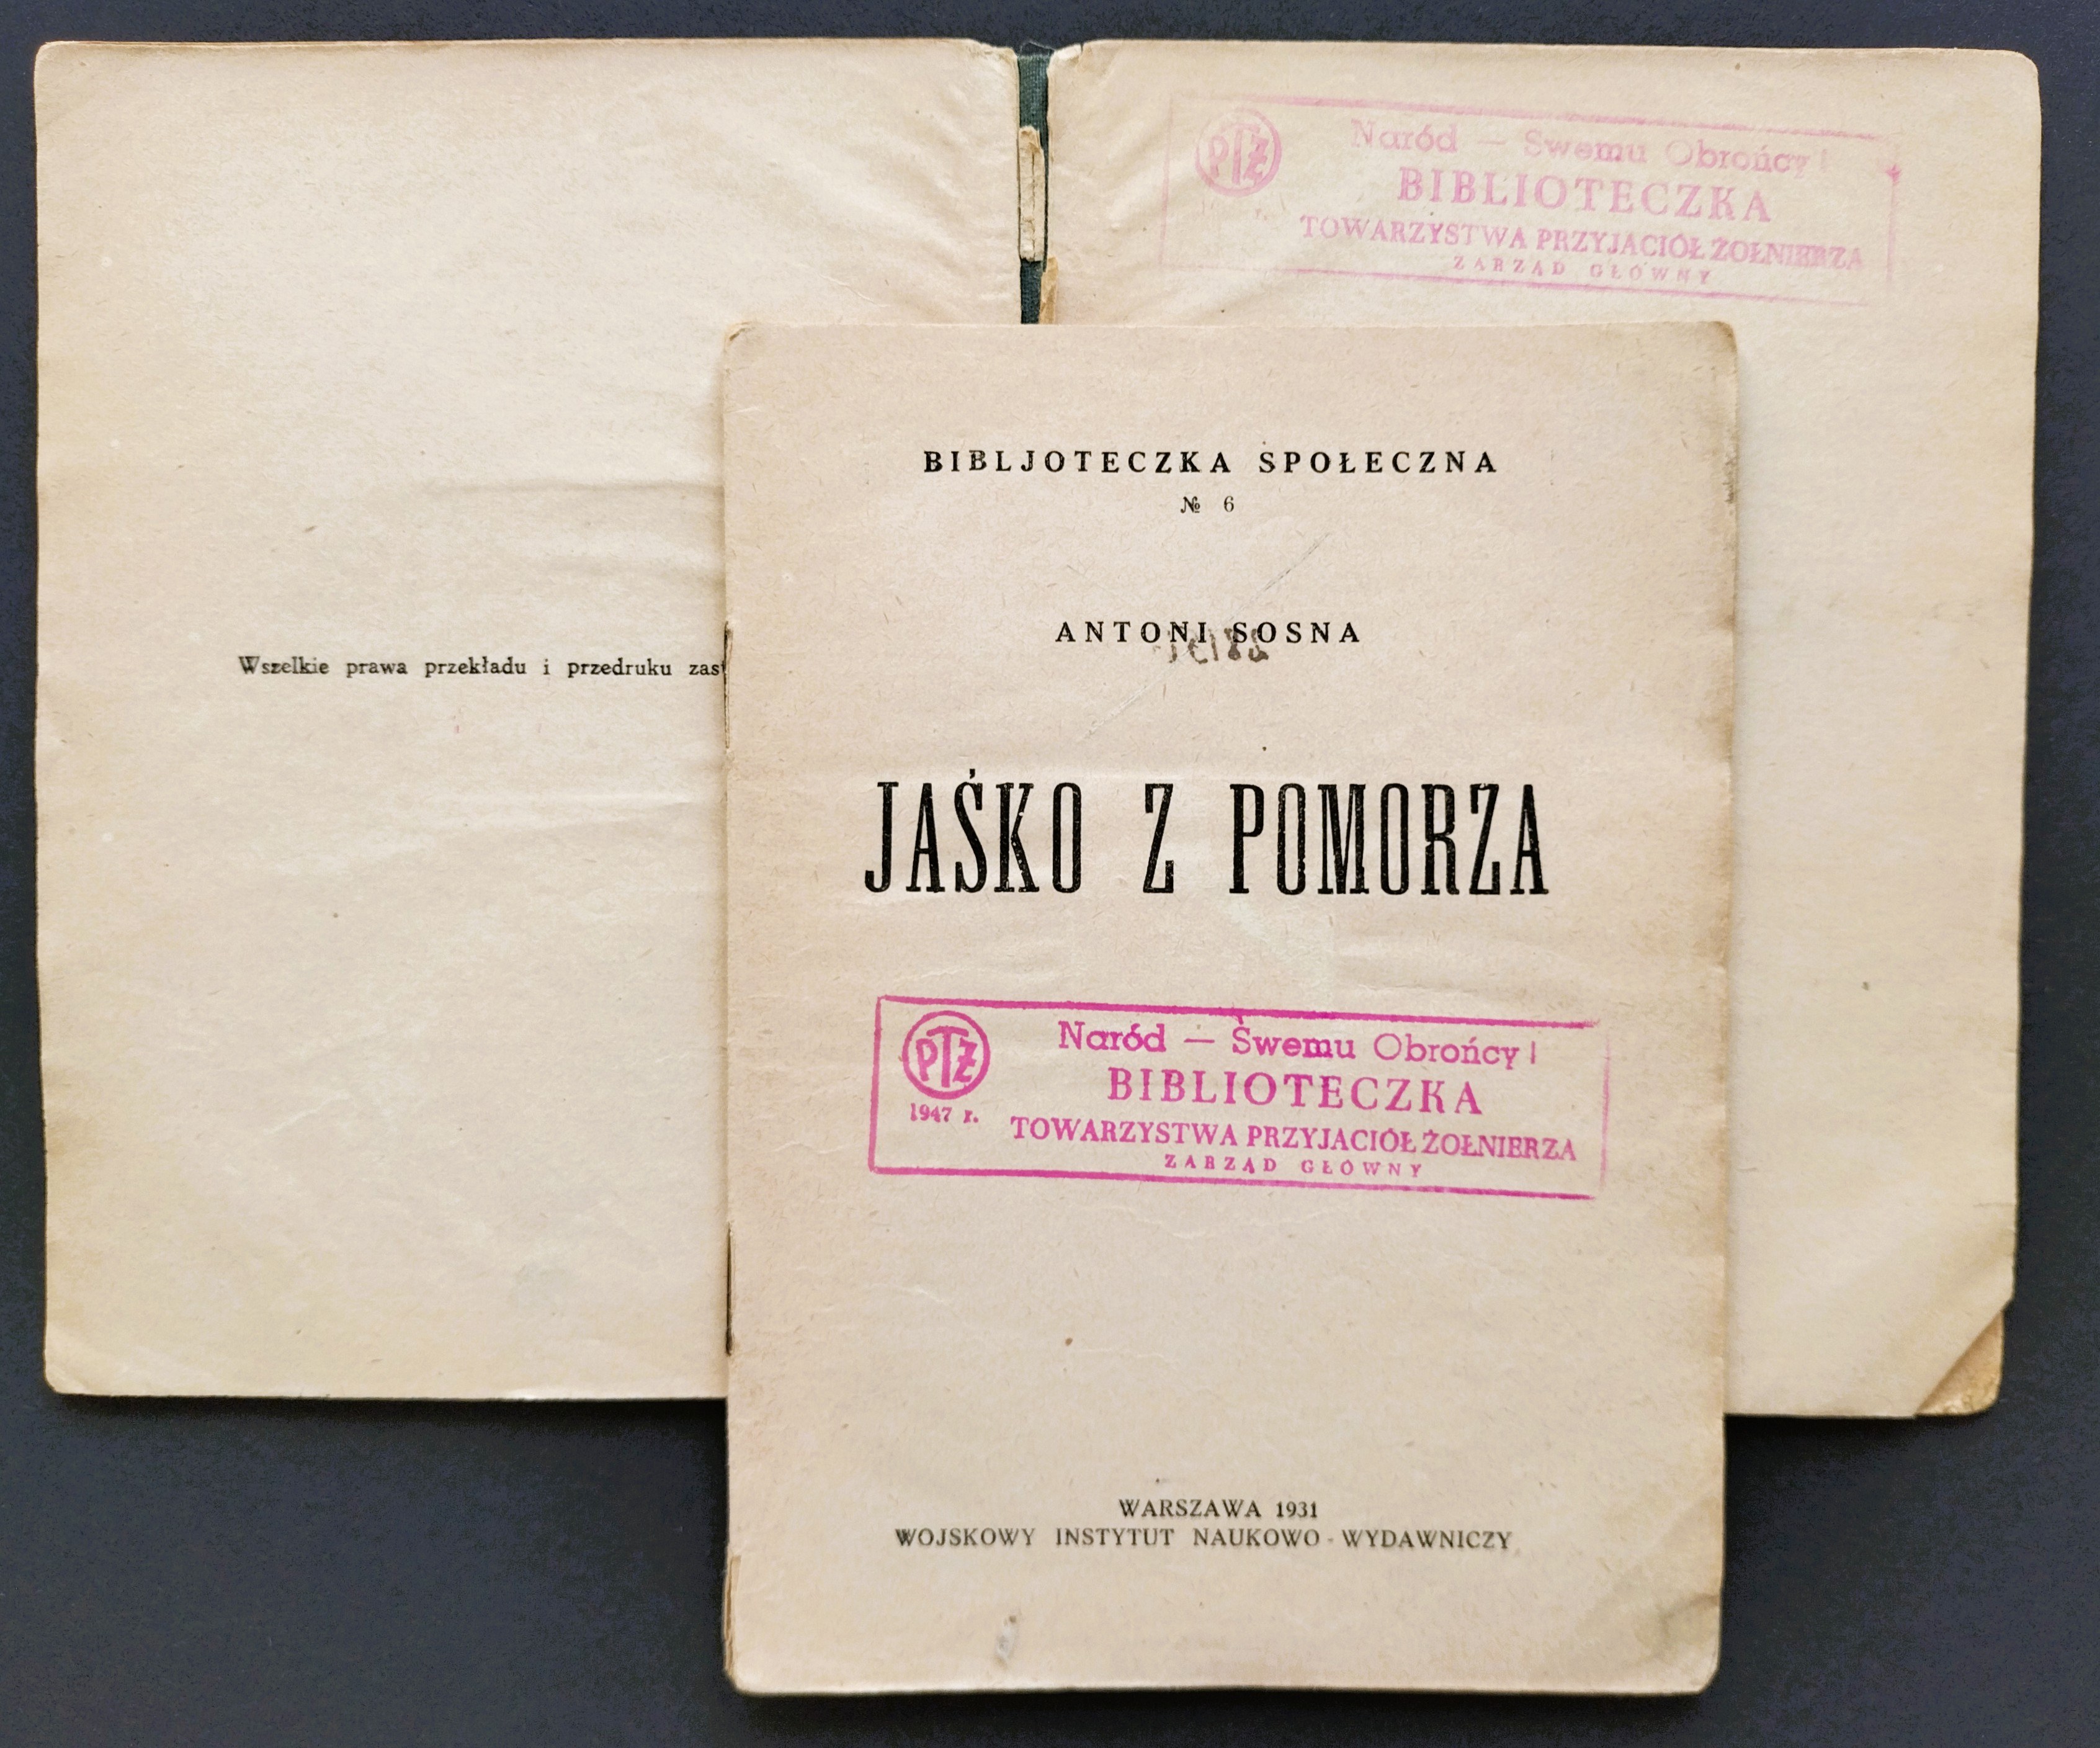 Wszelkie prawa przekładu i przedruku
PTŻ
Naród — Swemu Obrońcy!
BIBLIOTECZKA
TOWARZYSTWA PRZYJACIÓŁ ŻOŁNIERZA
ZARZĄD GŁÓWNY
BIBLJOTECZKA SPOŁECZNA
№ 6
ANTONI SOSNA
JAŚKO Z POMORZA
PTŻ
1947 r.
Naród — Swemu Obrońcy!
BIBLIOTECZKA
TOWARZYSTWA PRZYJACIÓŁ ŻOŁNIERZA
ZARZĄD GŁÓWNY
WARSZAWA 1931
WOJSKOWY INSTYTUT NAUKOWO-WYDAWNICZY